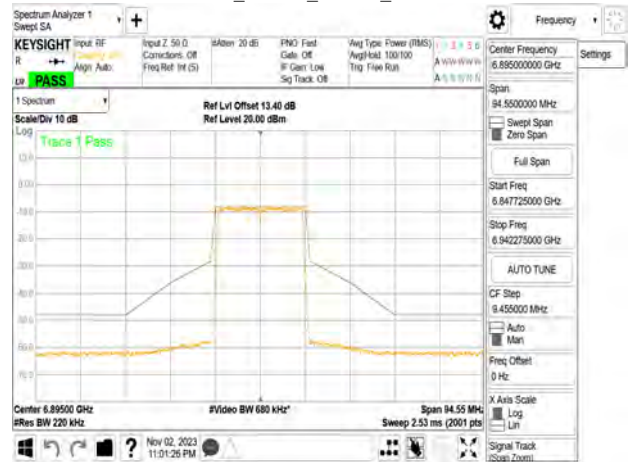 Spectrum Analyzer 1
Swept SA
Frequency
Settings
KEYSIGHT
Input: RF
Align: Auto
Input Z: 50 Ω
Corrections: Off
Freq Ref: Int (S)
#Atten: 20 dB
PNO: Fast
Gate: Off
IF Gain: Low
Sig Track: Off
Avg Type: Power (RMS)
Avg|Hold: 100/100
Trig: Free Run
PASS
1 Spectrum
Scale/Div 10 dB
Ref Lvl Offset 13.40 dB
Ref Level 20.00 dBm
Log
Trace 1 Pass
Center 6.89500 GHz
#Video BW 680 kHz*
Span 94.55 MHz
#Res BW 220 kHz
Sweep 2.53 ms (2001 pts)
Nov 02, 2023
11:01:26 PM
Center Frequency
6.895000000 GHz
Span
94.5500000 MHz
Swept Span
Zero Span
Full Span
Start Freq
6.847725000 GHz
Stop Freq
6.942275000 GHz
AUTO TUNE
CF Step
9.455000 MHz
Auto
Man
Freq Offset
0 Hz
X Axis Scale
Log
Lin
Signal Track
(Span Zoom)